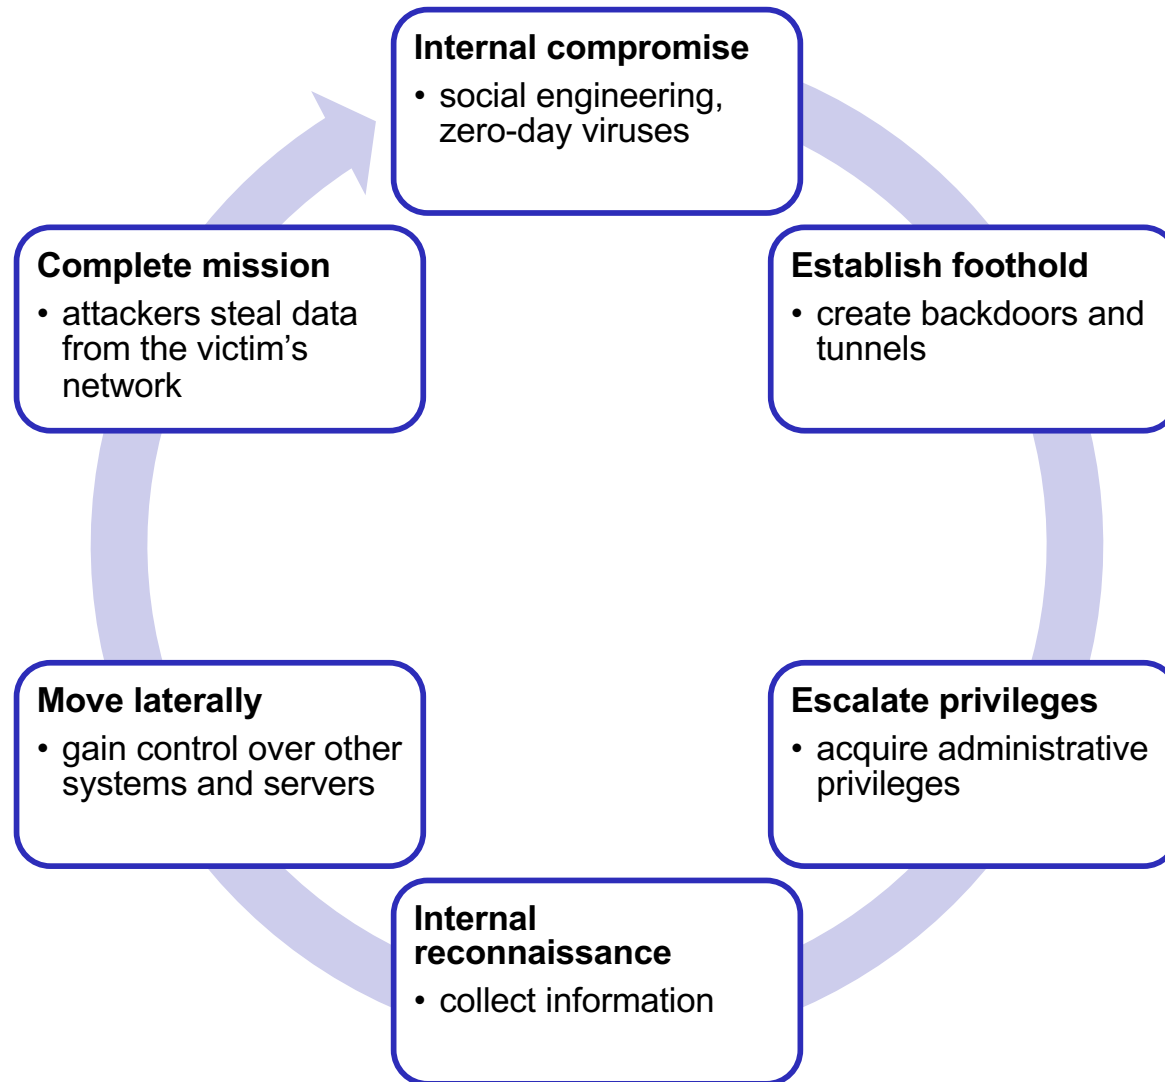 Internal compromise
• social engineering,
zero-day viruses
Establish foothold
• create backdoors and
tunnels
Escalate privileges
• acquire administrative
privileges
Internal
reconnaissance
• collect information
Move laterally
• gain control over other
systems and servers
Complete mission
• attackers steal data
from the victim’s
network